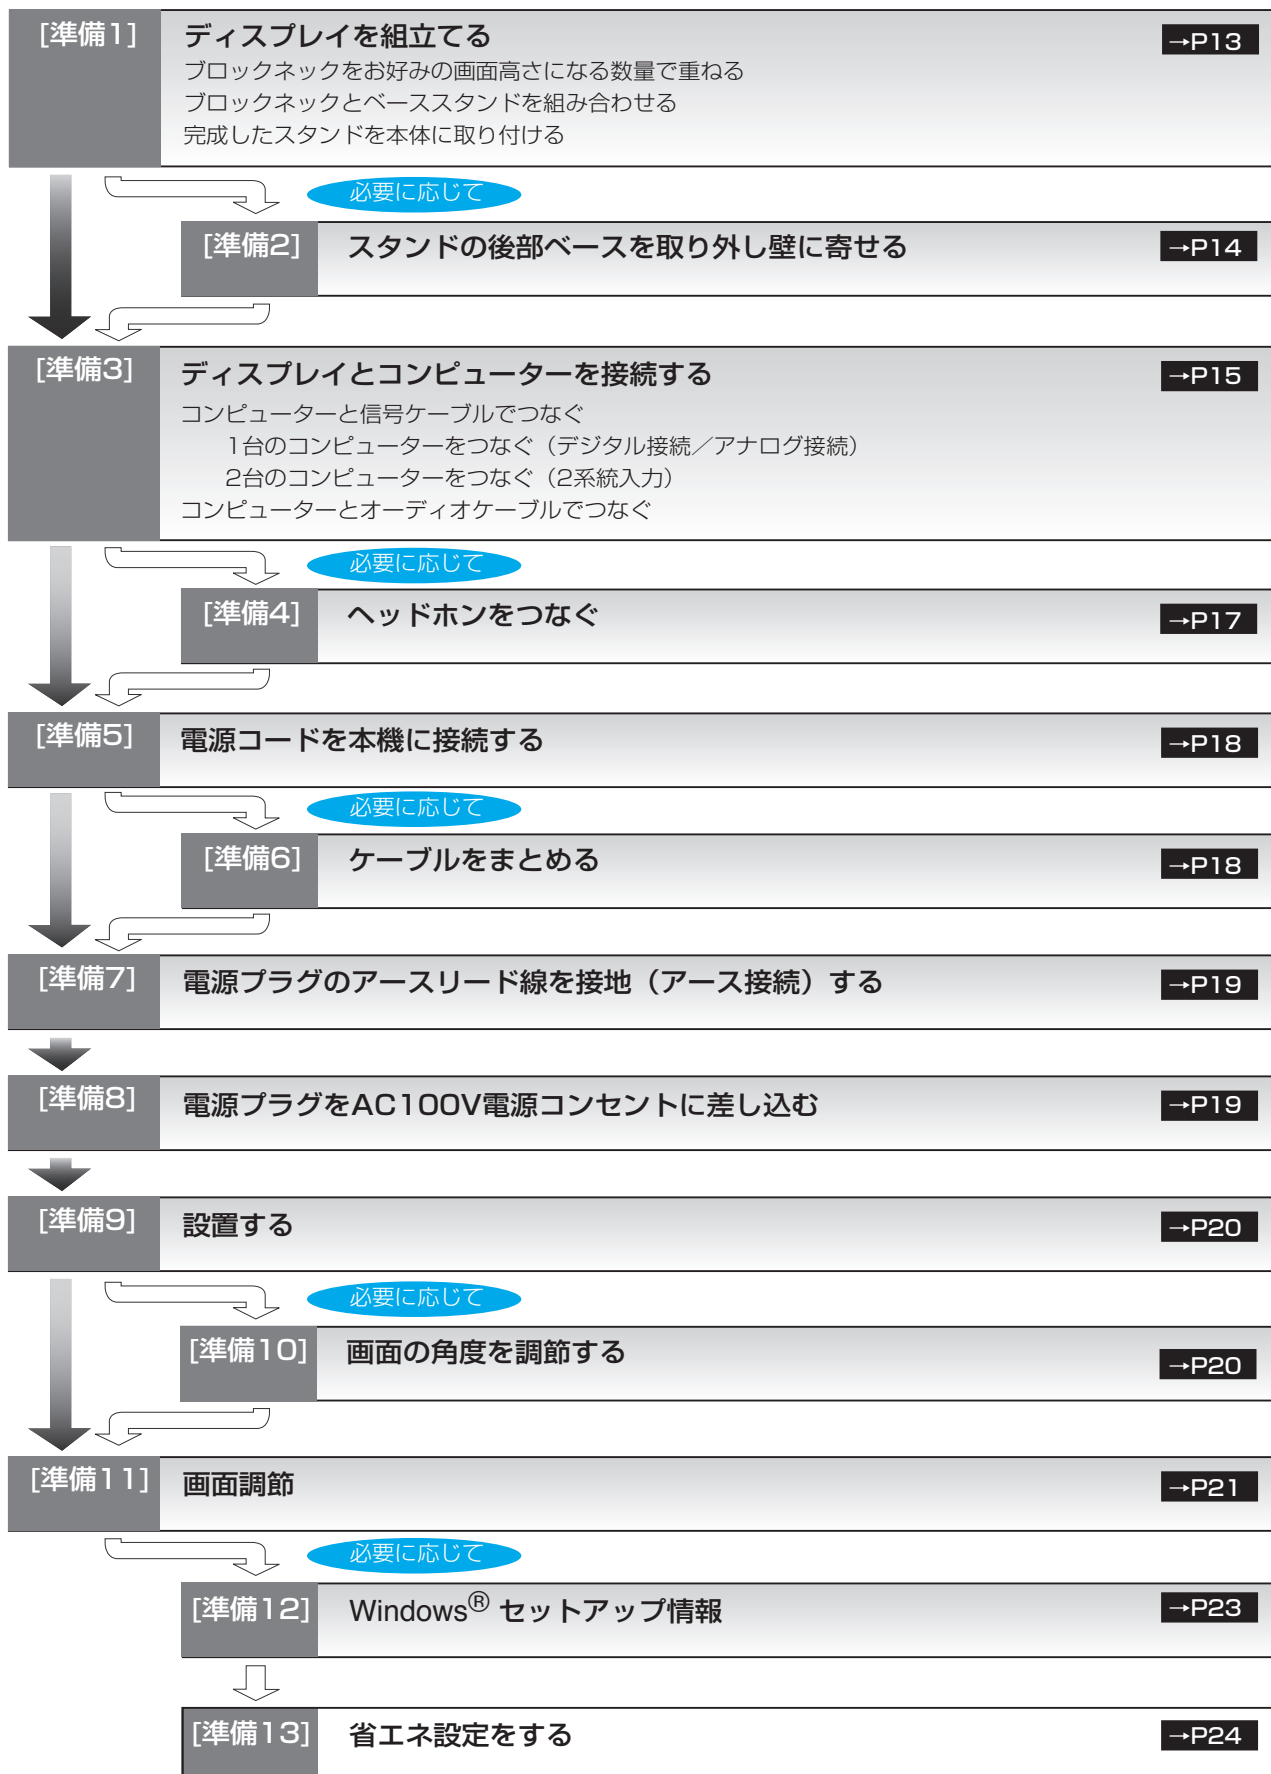 [準備1] ディスプレイを組立てる →P13
ブロックネックをお好みの画面高さになる数量で重ねる
ブロックネックとベーススタンドを組み合わせる
完成したスタンドを本体に取り付ける
必要に応じて
[準備2] スタンドの後部ベースを取り外し壁に寄せる →P14
[準備3] ディスプレイとコンピューターを接続する →P15
コンピューターと信号ケーブルでつなぐ
1台のコンピューターをつなぐ（デジタル接続／アナログ接続）
2台のコンピューターをつなぐ（2系統入力）
コンピューターとオーディオケーブルでつなぐ
必要に応じて
[準備4] ヘッドホンをつなぐ →P17
[準備5] 電源コードを本機に接続する →P18
必要に応じて
[準備6] ケーブルをまとめる →P18
[準備7] 電源プラグのアースリード線を接地（アース接続）する →P19
[準備8] 電源プラグをAC100V電源コンセントに差し込む →P19
[準備9] 設置する →P20
必要に応じて
[準備10] 画面の角度を調節する →P20
[準備11] 画面調節 →P21
必要に応じて
[準備12] Windows® セットアップ情報 →P23
[準備13] 省エネ設定をする →P24